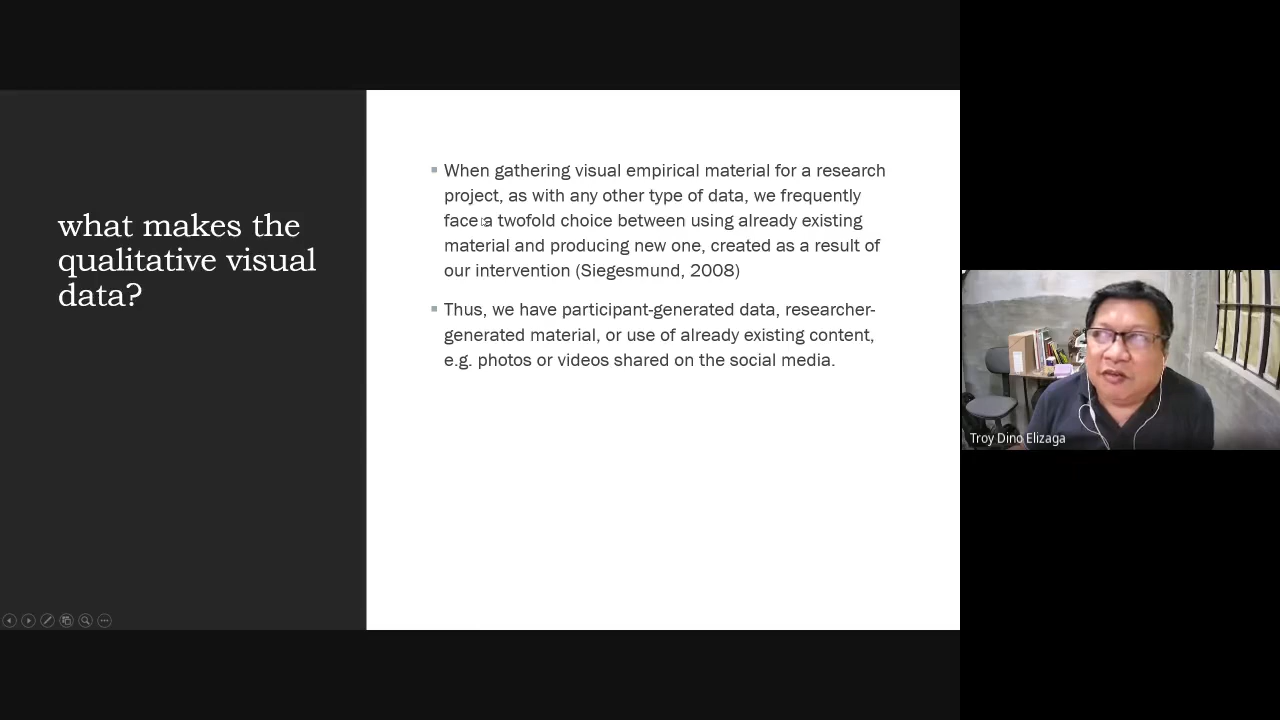 what makes the
qualitative visual
data?
When gathering visual empirical material for a research
project, as with any other type of data, we frequently
face a twofold choice between using already existing
material and producing new one, created as a result of
our intervention (Siegesmund, 2008)
Thus, we have participant-generated data, researcher-
generated material, or use of already existing content,
e.g. photos or videos shared on the social media.
Troy Dino Elizaga